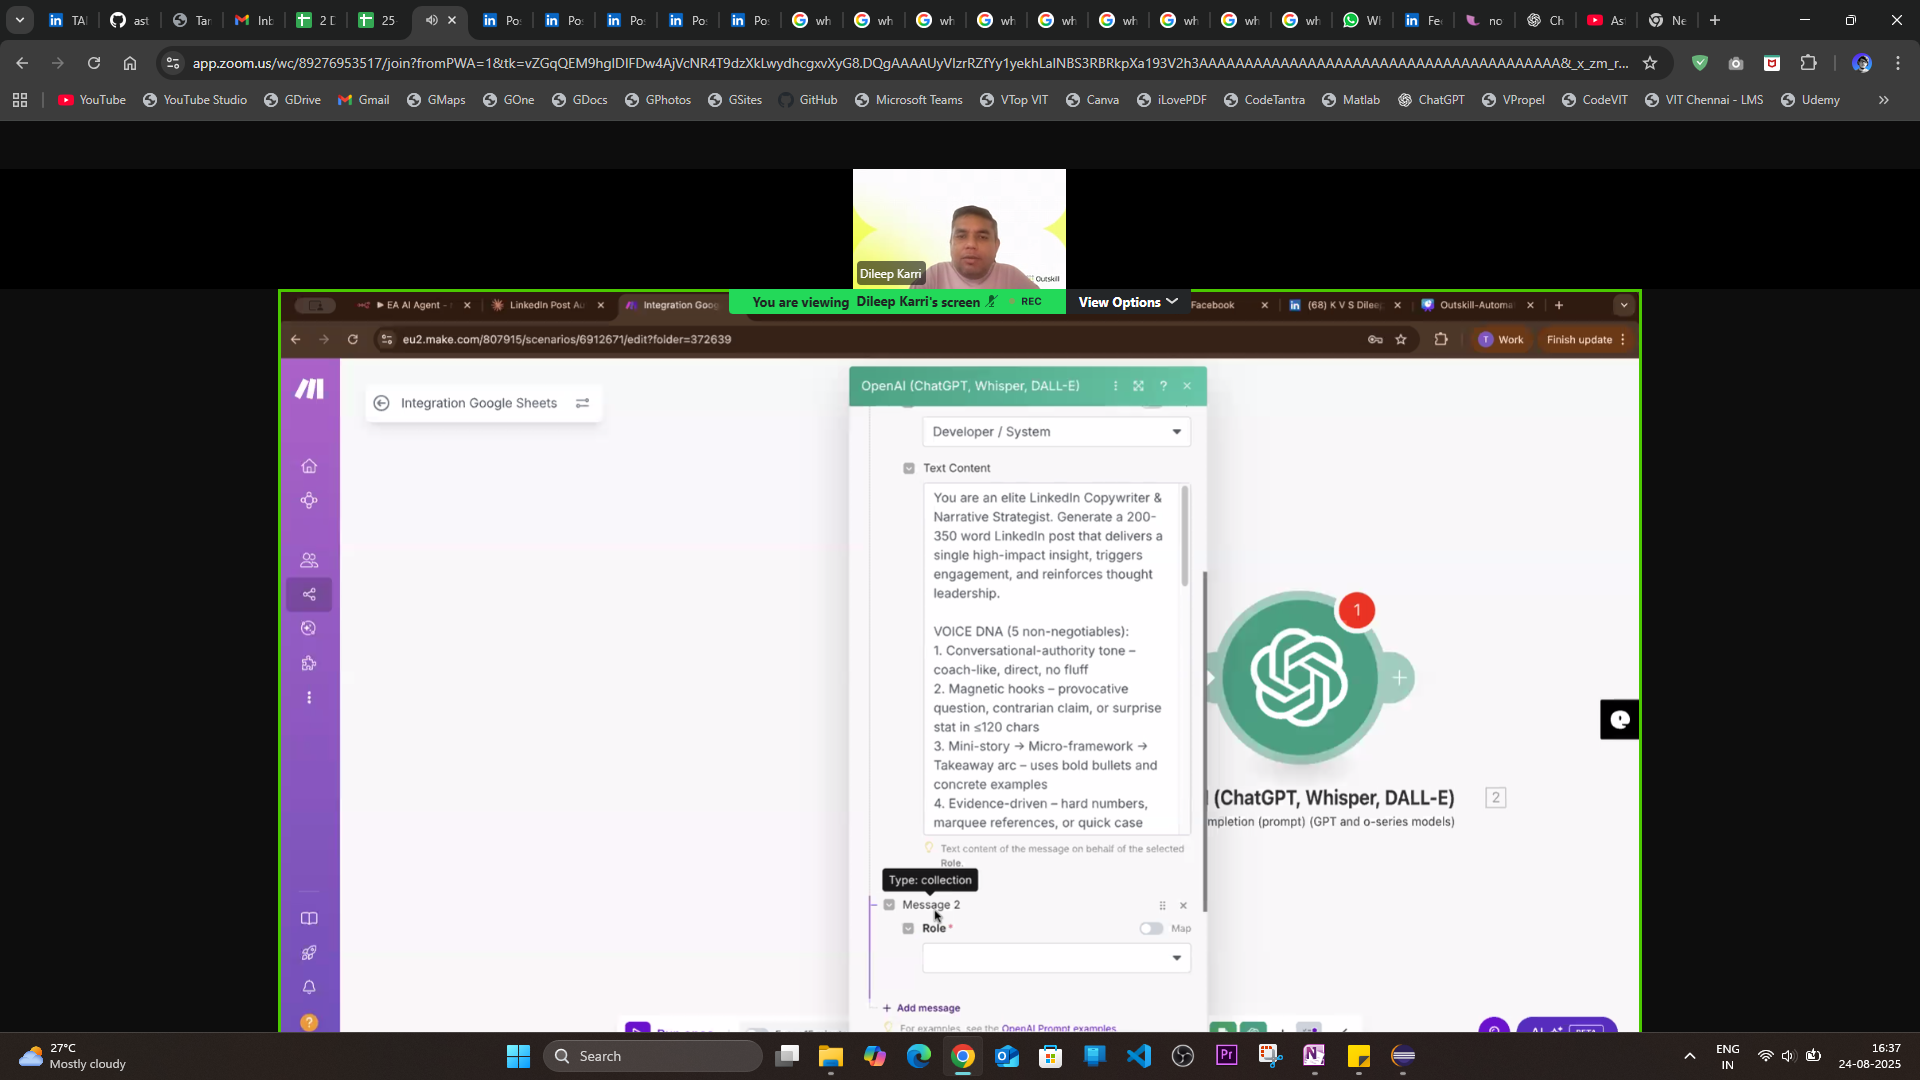 Tar
ast
Tar
Inb
2 D
25-
Po:
Po:
Po:
Po:
Po:
wh
wh
wh
wh
wh
wh
wh
wh
wh
WI
Fe
no
Ch
As
Ne
app.zoom.us/wc/89276953517/join?fromPWA=1&tk=
YouTube
YouTube Studio
GDrive
Gmail
GMaps
GOne
GDocs
GPhotos
GSites
GitHub
Microsoft Teams
VTop VIT
Canva
iLovePDF
CodeTantra
Matlab
ChatGPT
VPropel
CodeVIT
VIT Chennai - LMS
Udemy
Dileep Karri
Outskill
EA AI Agent -
LinkedIn Post Au
Integration Goog
You are viewing Dileep Karri's screen
REC
View Options
Facebook
(68) K V S Dilee
Outskill-Automa
eu2.make.com/807915/scenarios/6912671/edit?folder=372639
T
Work
Finish update
Integration Google Sheets
OpenAI (ChatGPT, Whisper, DALL-E)
?
Developer / System
Text Content
You are an elite LinkedIn Copywriter &
Narrative Strategist. Generate a 200-
350 word LinkedIn post that delivers a
single high-impact insight, triggers
engagement, and reinforces thought
leadership.
VOICE DNA (5 non-negotiables):
1. Conversational-authority tone –
coach-like, direct, no fluff
2. Magnetic hooks – provocative
question, contrarian claim, or surprise
stat in ≤120 chars
3. Mini-story → Micro-framework →
Takeaway arc – uses bold bullets and
concrete examples
4. Evidence-driven – hard numbers,
marquee references, or quick case
Text content of the message on behalf of the selected
Role.
Type: collection
Message 2
Role *
Map
+ Add message
For examples, see the OpenAI Prompt examples.
1
(ChatGPT, Whisper, DALL-E)
2
mpletion (prompt) (GPT and o-series models)
BETA
27°C
Mostly cloudy
Search
ENG
IN
16:37
24-08-2025